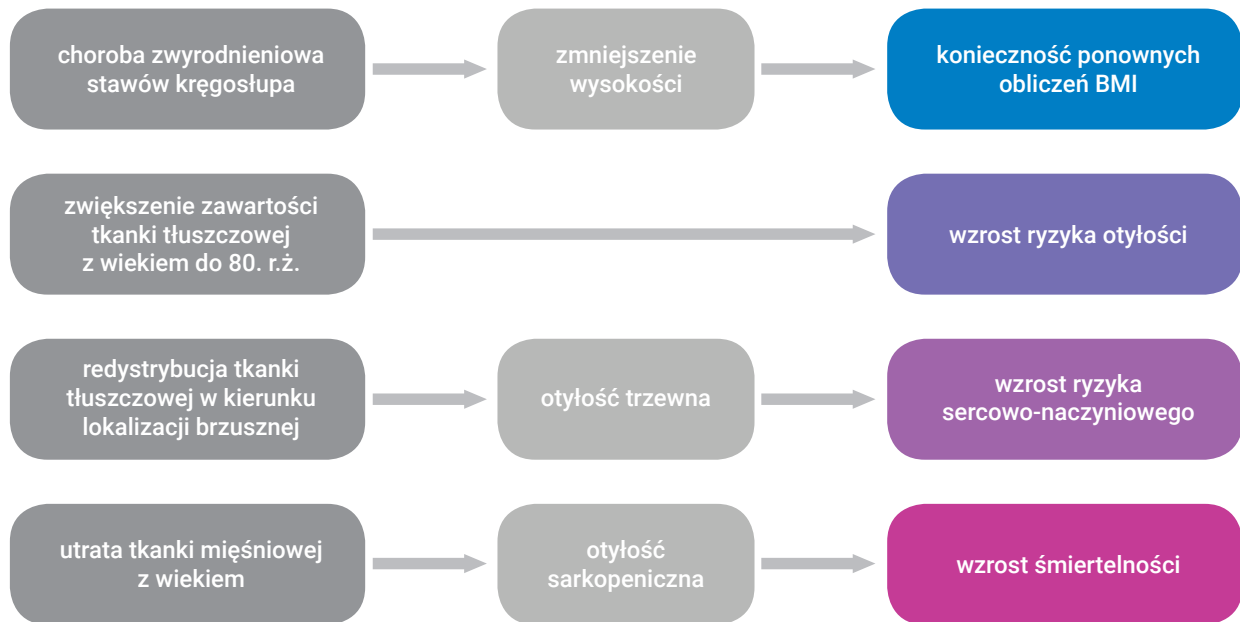 choroba zwyrodnieniowa
stawów kręgosłupa
zmniejszenie
wysokości
konieczność ponownych
obliczeń BMI
zwiększenie zawartości
tkanki tłuszczowej
z wiekiem do 80. r.ż.
wzrost ryzyka otyłości
redystrybucja tkanki
tłuszczowej w kierunku
lokalizacji brzusznej
otyłość trzewna
wzrost ryzyka
sercowo-naczyniowego
utrata tkanki mięśniowej
z wiekiem
otyłość
sarkopeniczna
wzrost śmiertelności